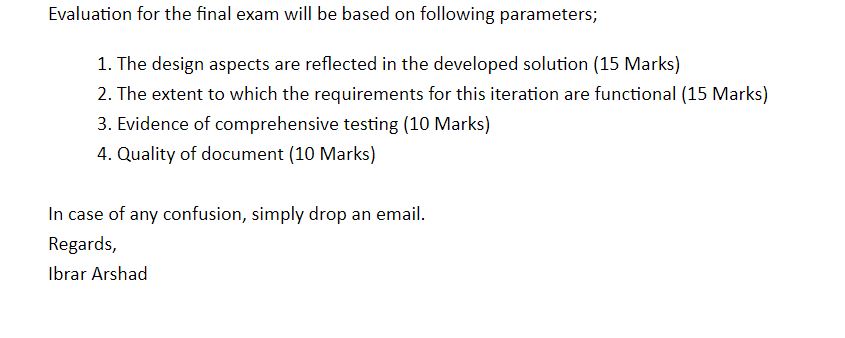 Evaluation for the final exam will be based on following parameters;
1. The design aspects are reflected in the developed solution (15 Marks)
2. The extent to which the requirements for this iteration are functional (15 Marks)
3. Evidence of comprehensive testing (10 Marks)
4. Quality of document (10 Marks)
In case of any confusion, simply drop an email.
Regards,
Ibrar Arshad